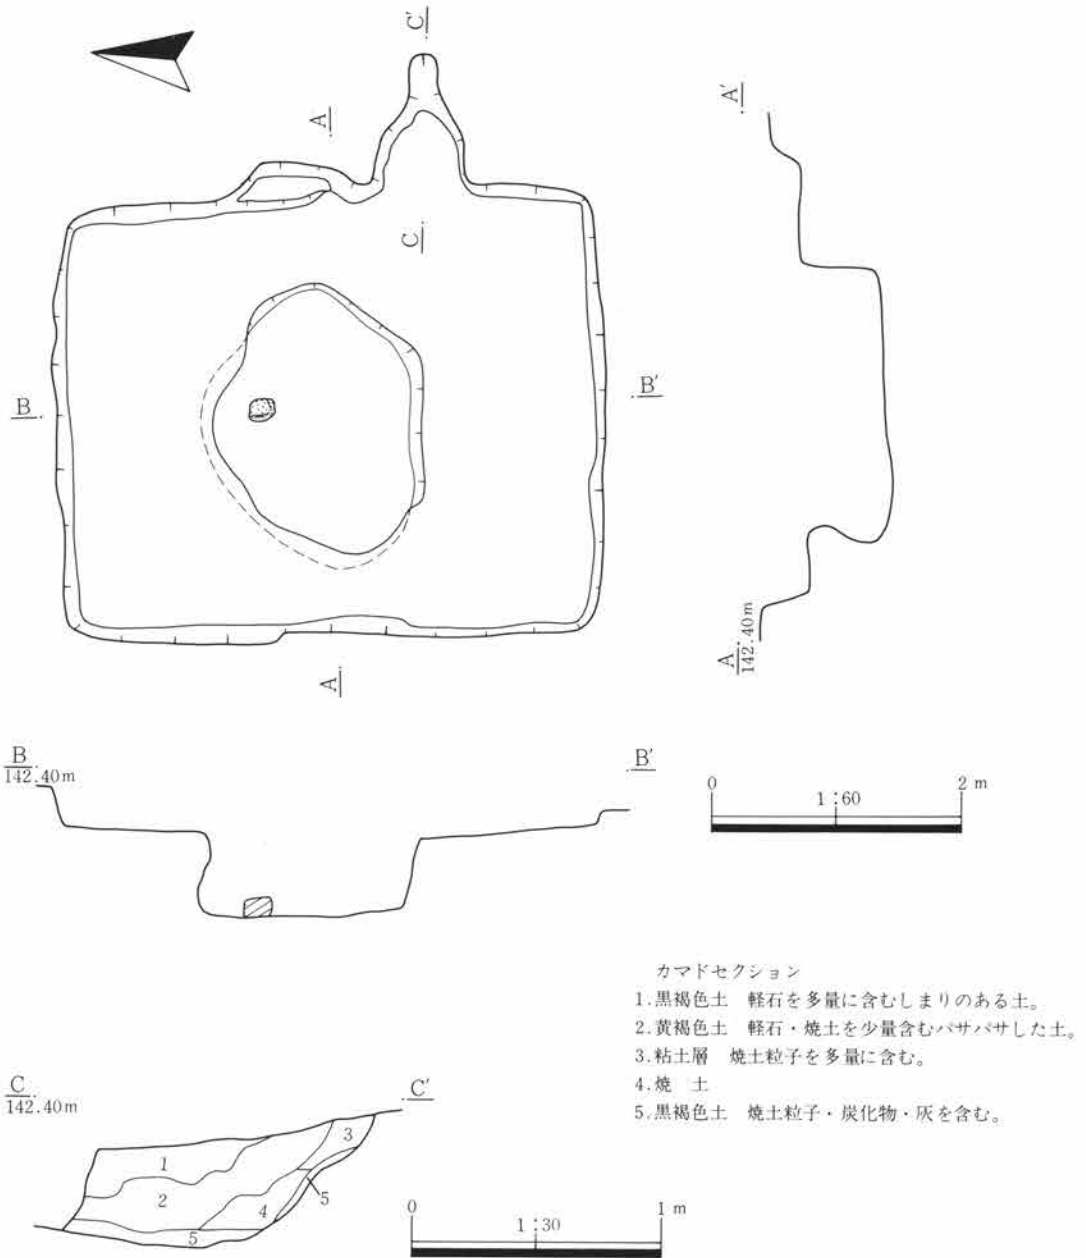 C'
A
C
A'
B
B'
A
A
142.40m
B
142.40m
B'
0 2 m
1:60
カマドセクション
1.黒褐色土 軽石を多量に含むしまりのある土。
2.黄褐色土 軽石・焼土を少量含むパサパサした土。
3.粘土層 焼土粒子を多量に含む。
4.焼 土
5.黒褐色土 焼土粒子・炭化物・灰を含む。
C
142.40m
C'
1
2
3
4
5
5
0 1 m
1:30